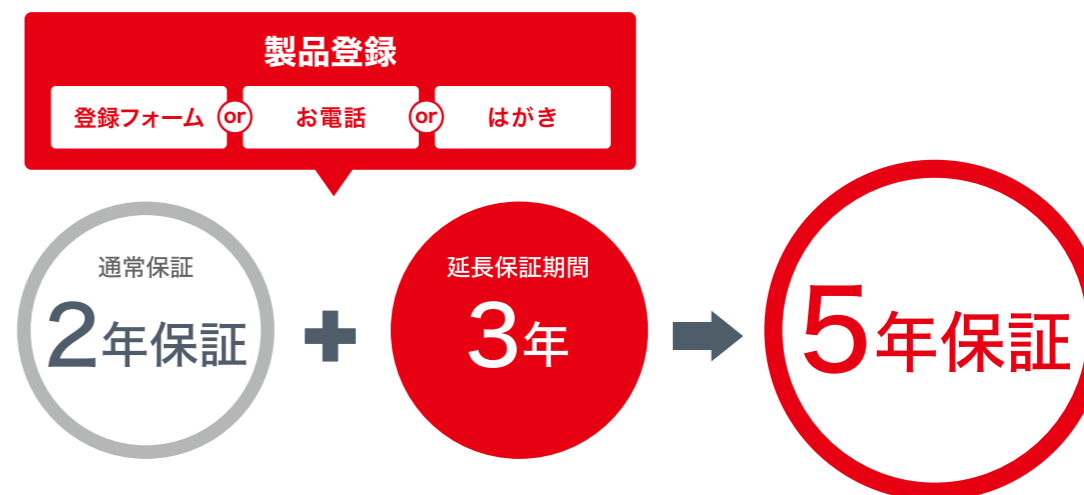 製品登録
登録フォーム or お電話 or はがき
通常保証
2年保証
延長保証期間
3年
5年保証